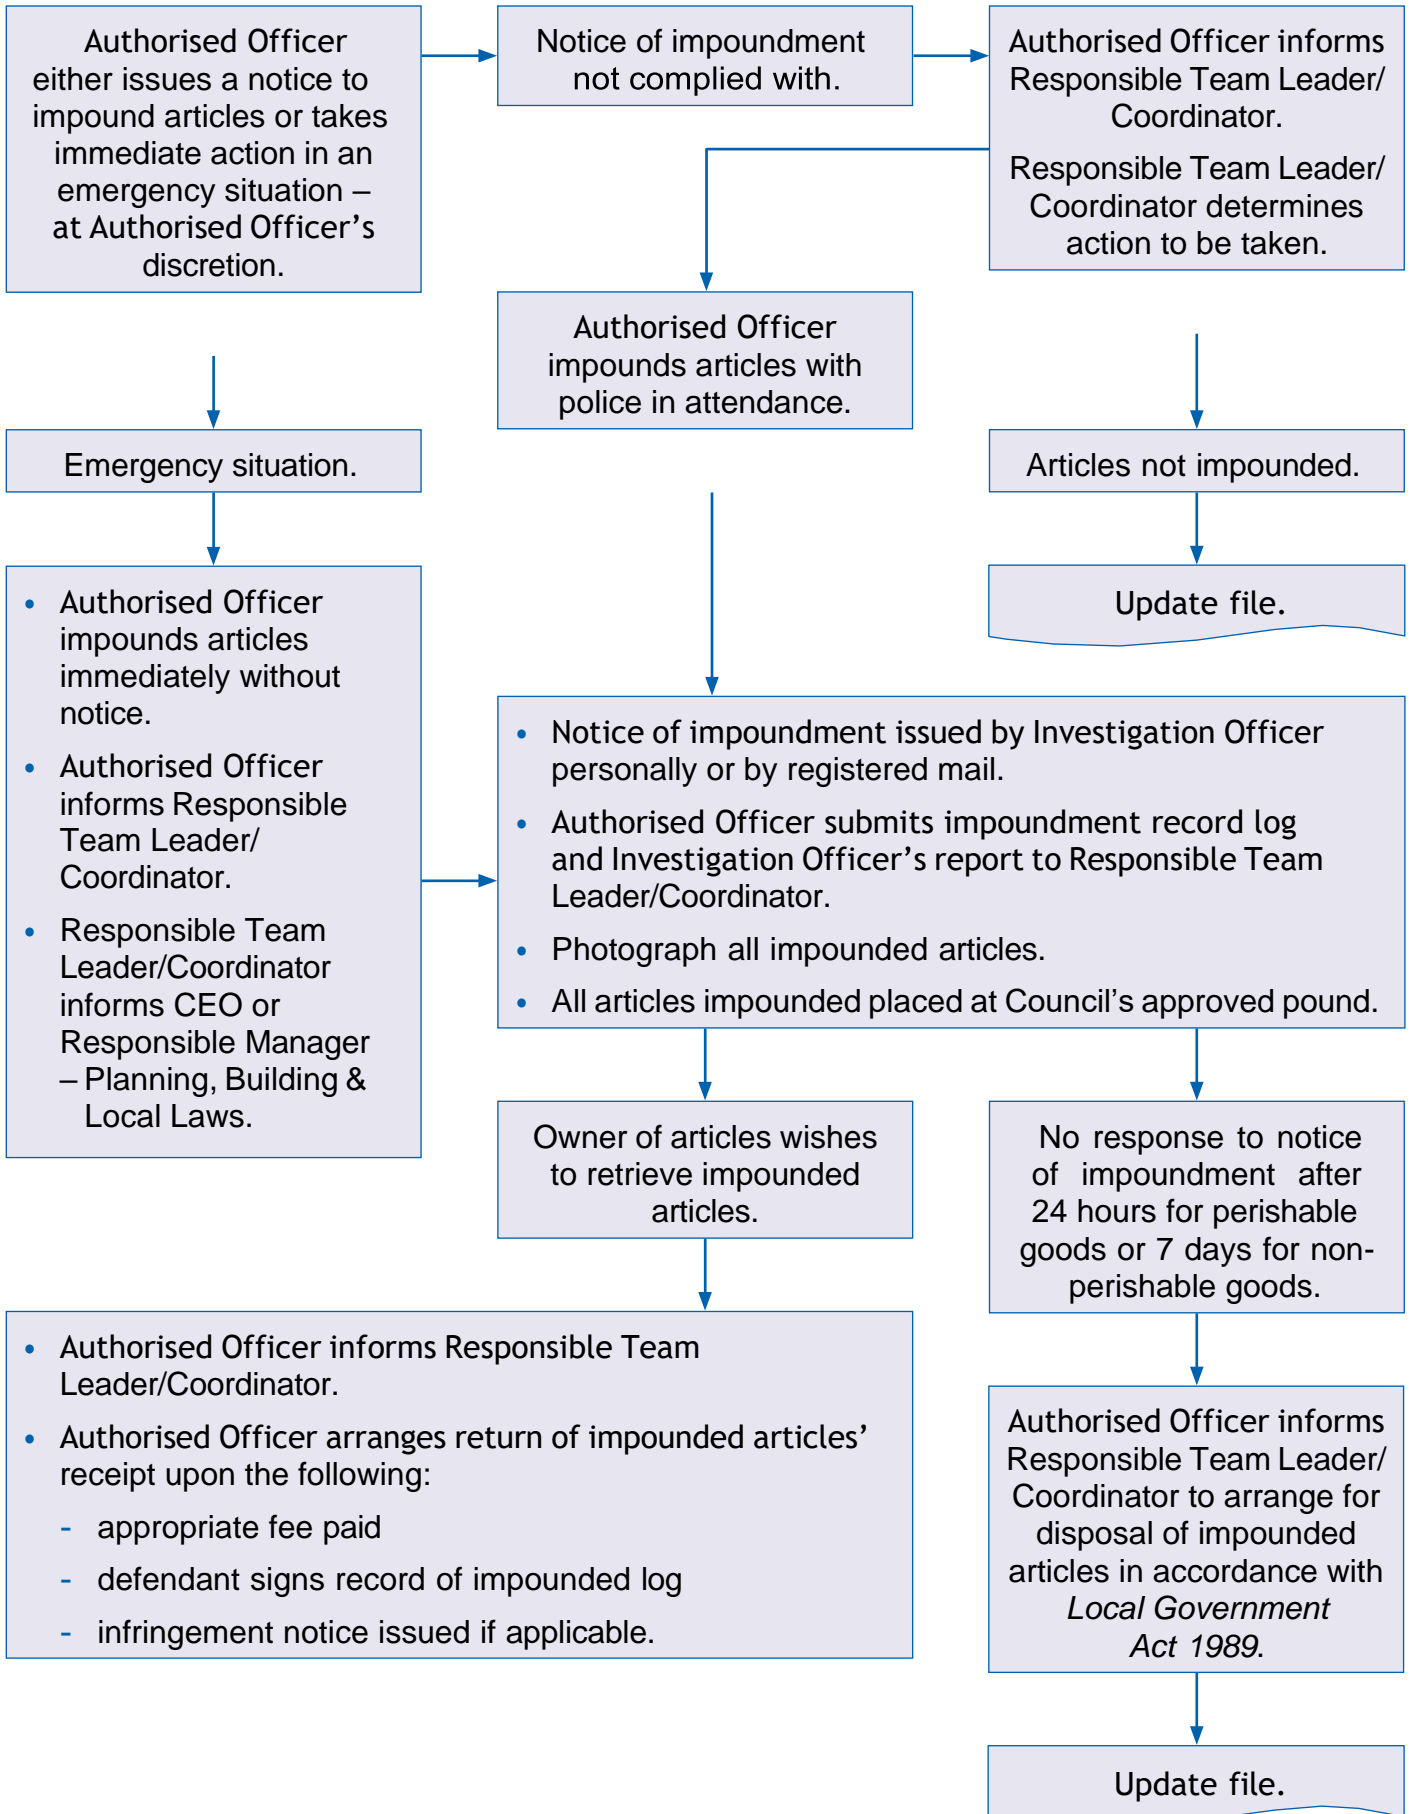 Authorised Officer
either issues a notice to
impound articles or takes
immediate action in an
emergency situation –
at Authorised Officer’s
discretion.
Notice of impoundment
not complied with.
Authorised Officer informs
Responsible Team Leader/
Coordinator.
Responsible Team Leader/
Coordinator determines
action to be taken.
Authorised Officer
impounds articles with
police in attendance.
Emergency situation.
Articles not impounded.
Update file.
• Authorised Officer
impounds articles
immediately without
notice.
• Authorised Officer
informs Responsible
Team Leader/
Coordinator.
• Responsible Team
Leader/Coordinator
informs CEO or
Responsible Manager
– Planning, Building &
Local Laws.
• Notice of impoundment issued by Investigation Officer
personally or by registered mail.
• Authorised Officer submits impoundment record log
and Investigation Officer’s report to Responsible Team
Leader/Coordinator.
• Photograph all impounded articles.
• All articles impounded placed at Council’s approved pound.
Owner of articles wishes
to retrieve impounded
articles.
No response to notice
of impoundment after
24 hours for perishable
goods or 7 days for non-
perishable goods.
• Authorised Officer informs Responsible Team
Leader/Coordinator.
• Authorised Officer arranges return of impounded articles’
receipt upon the following:
- appropriate fee paid
- defendant signs record of impounded log
- infringement notice issued if applicable.
Authorised Officer informs
Responsible Team Leader/
Coordinator to arrange for
disposal of impounded
articles in accordance with
Local Government
Act 1989.
Update file.